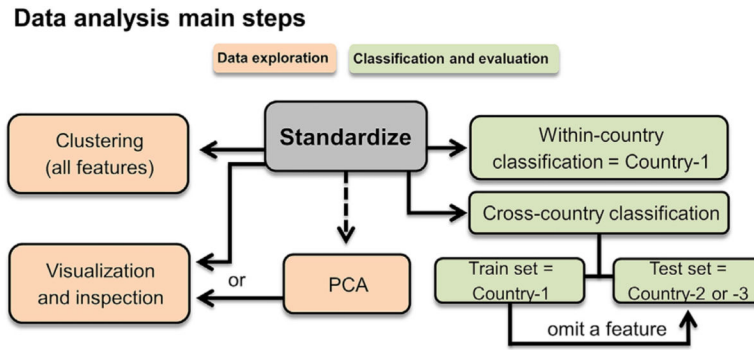 Data analysis main steps
Data exploration
Classification and evaluation
Clustering
(all features)
Standardize
Within-country
classification = Country-1
Cross-country classification
Visualization
and inspection
or
PCA
Train set =
Country-1
Test set =
Country-2 or -3
omit a feature